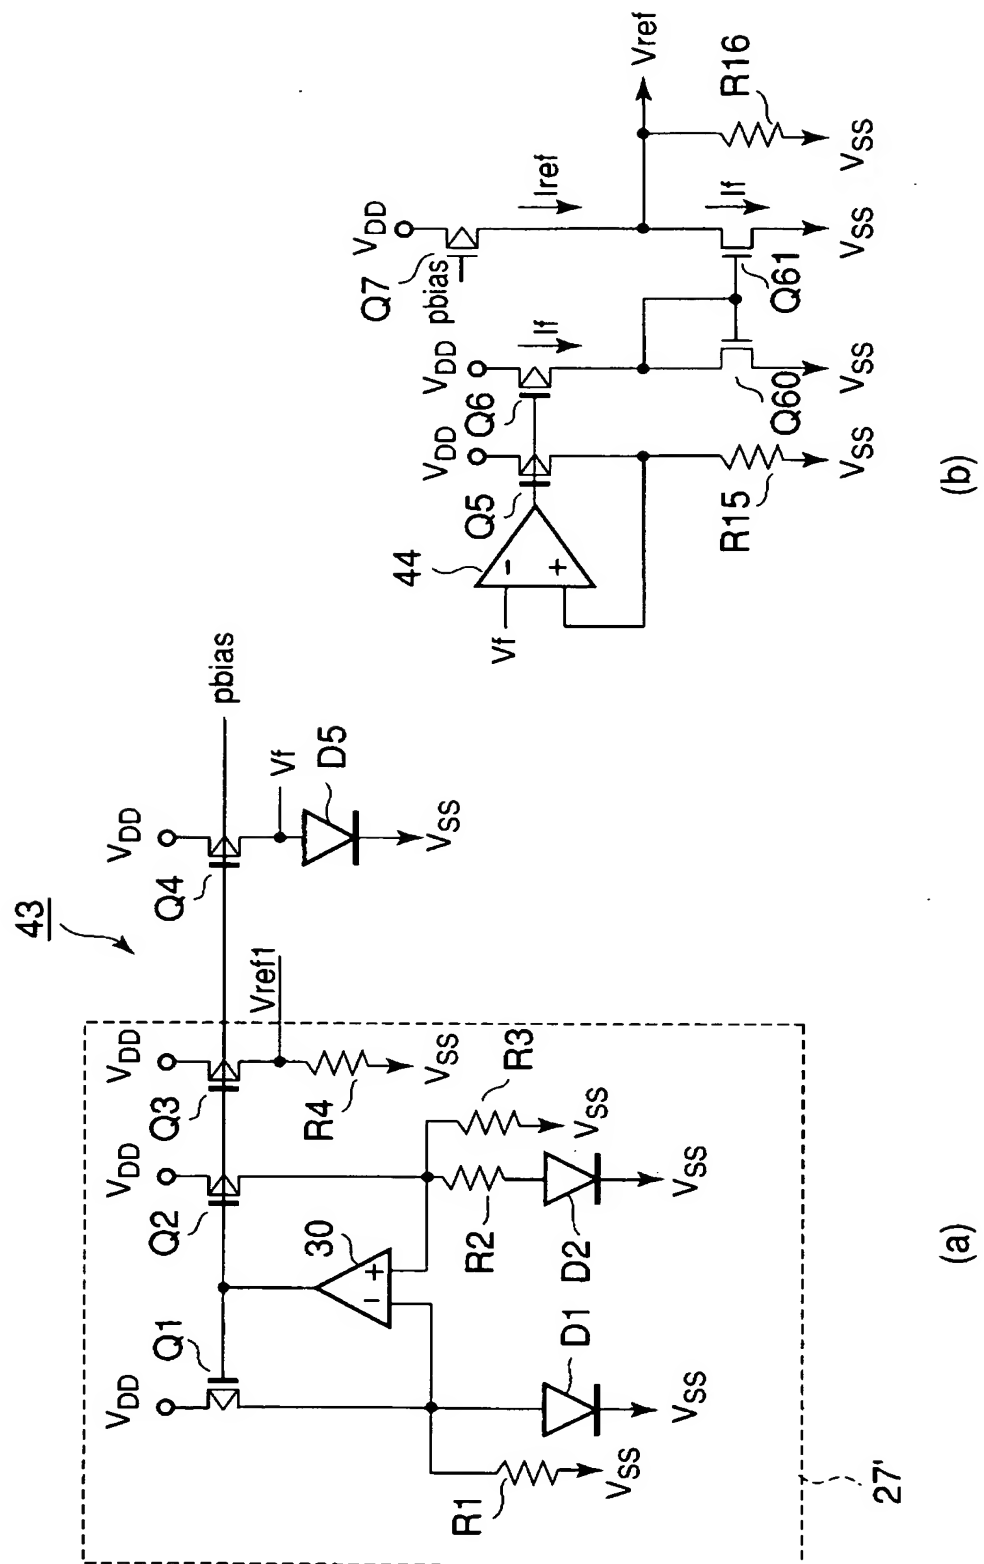 43
VDD
VDD
VDD
VDD
Q1
Q2
Q3
Q4
pbias
30
Vref1
Vf
D5
R4
VSS
VSS
- +
R3
VSS
R2
R1
D1
D2
VSS
VSS
VSS
27'
(a)
VDD
VDD
VDD
Q7
pbias
Iref
Vref
44
Q5
Q6
If
Vf
- +
If
R15
Q60
Q61
R16
VSS
VSS
VSS
VSS
(b)